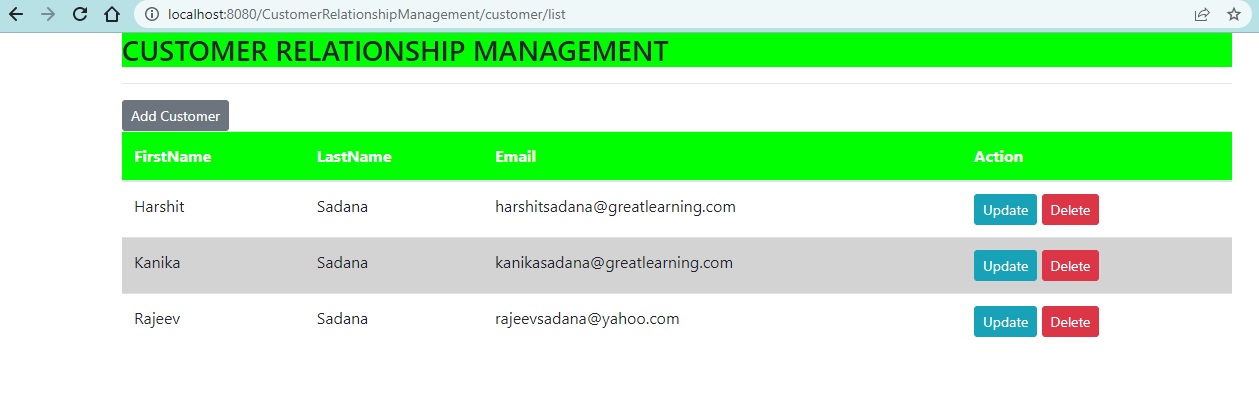 localhost:8080/CustomerRelationshipManagement/customer/list
CUSTOMER RELATIONSHIP MANAGEMENT
Add Customer
FirstName LastName Email Action
Harshit Sadana harshitsadana@greatlearning.com Update Delete
Kanika Sadana kanikasadana@greatlearning.com Update Delete
Rajeev Sadana rajeevsadana@yahoo.com Update Delete